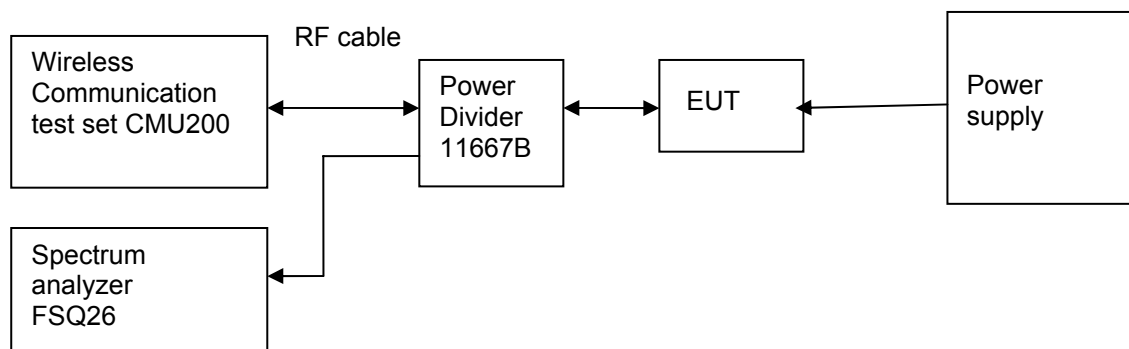 RF cable
Wireless
Communication
test set CMU200
Power
Divider
11667B
EUT
Power
supply
Spectrum
analyzer
FSQ26